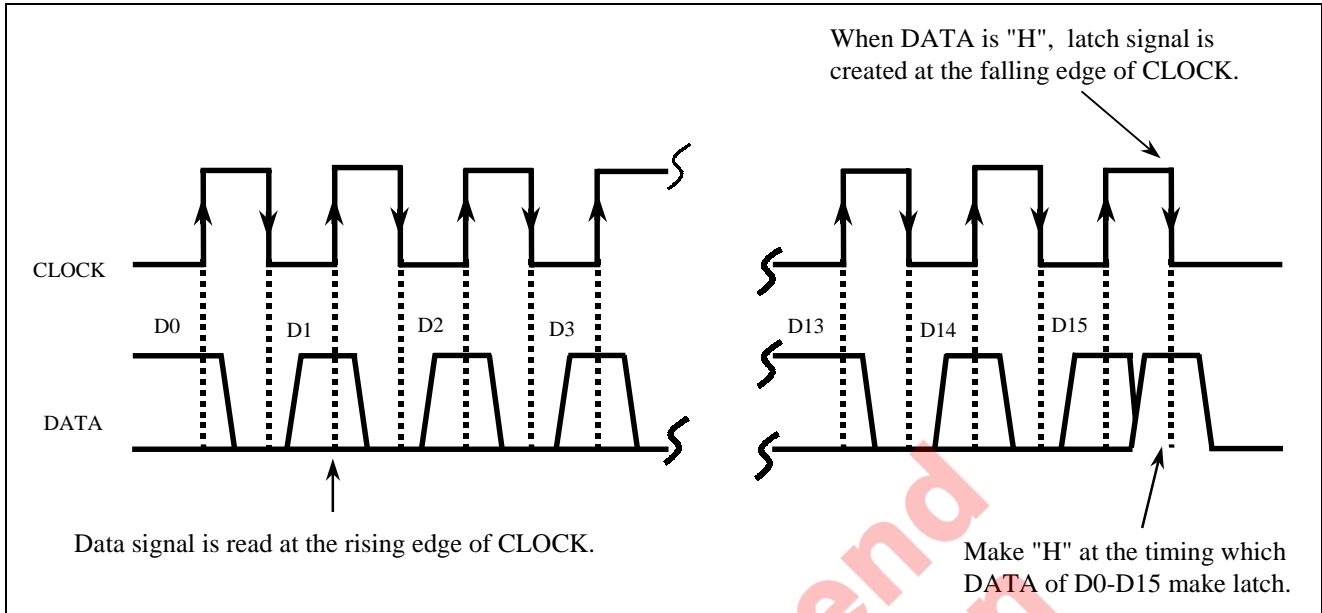 When DATA is "H", latch signal is
created at the falling edge of CLOCK.
CLOCK
D0
D1
D2
D3
D13
D14
D15
DATA
Data signal is read at the rising edge of CLOCK.
Make "H" at the timing which
DATA of D0-D15 make latch.